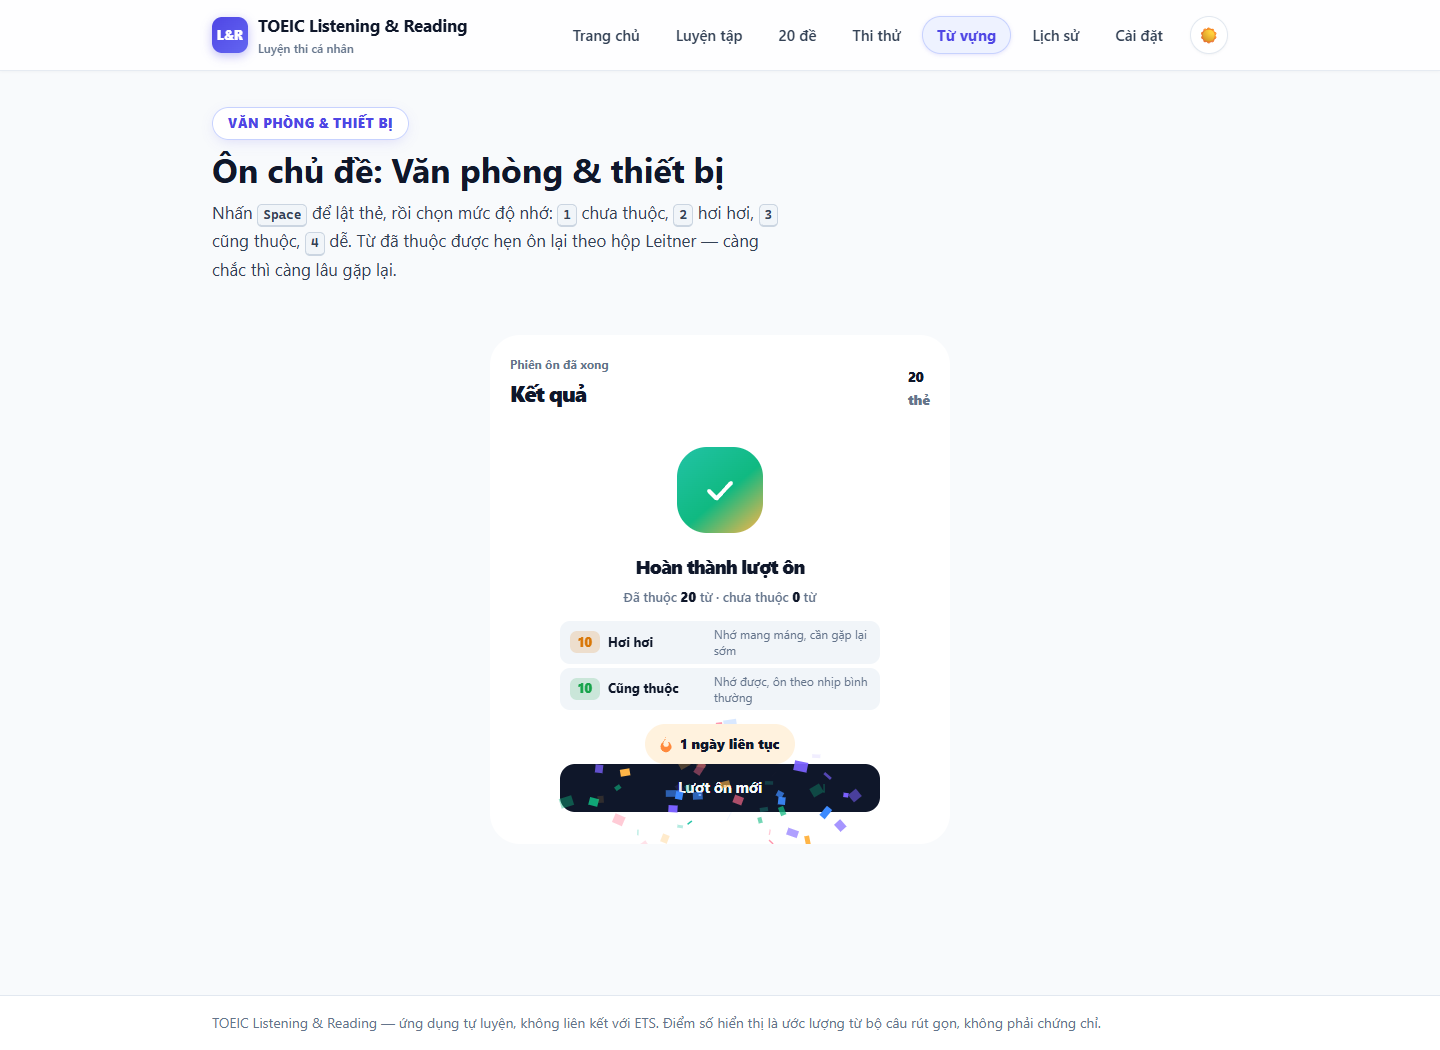 L&R
TOEIC Listening & Reading
Luyện thi cá nhân
Trang chủ
Luyện tập
20 đề
Thi thử
Từ vựng
Lịch sử
Cài đặt
VĂN PHÒNG & THIẾT BỊ
Ôn chủ đề: Văn phòng & thiết bị
Nhấn Space để lật thẻ, rồi chọn mức độ nhớ: 1 chưa thuộc, 2 hơi hơi, 3
cũng thuộc, 4 dễ. Từ đã thuộc được hẹn ôn lại theo hộp Leitner — càng
chắc thì càng lâu gặp lại.
Phiên ôn đã xong
Kết quả
20
thẻ
Hoàn thành lượt ôn
Đã thuộc 20 từ · chưa thuộc 0 từ
10 Hơi hơi
Nhớ mang máng, cần gặp lại
sớm
10 Cũng thuộc
Nhớ được, ôn theo nhịp bình
thường
1 ngày liên tục
Lượt ôn mới
TOEIC Listening & Reading — ứng dụng tự luyện, không liên kết với ETS. Điểm số hiển thị là ước lượng từ bộ câu rút gọn, không phải chứng chỉ.